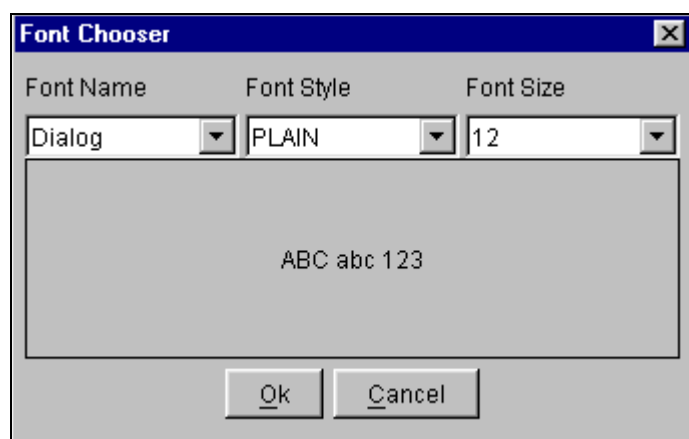 Font Chooser
Font Name Font Style Font Size
Dialog PLAIN 12
ABC abc 123
Ok Cancel